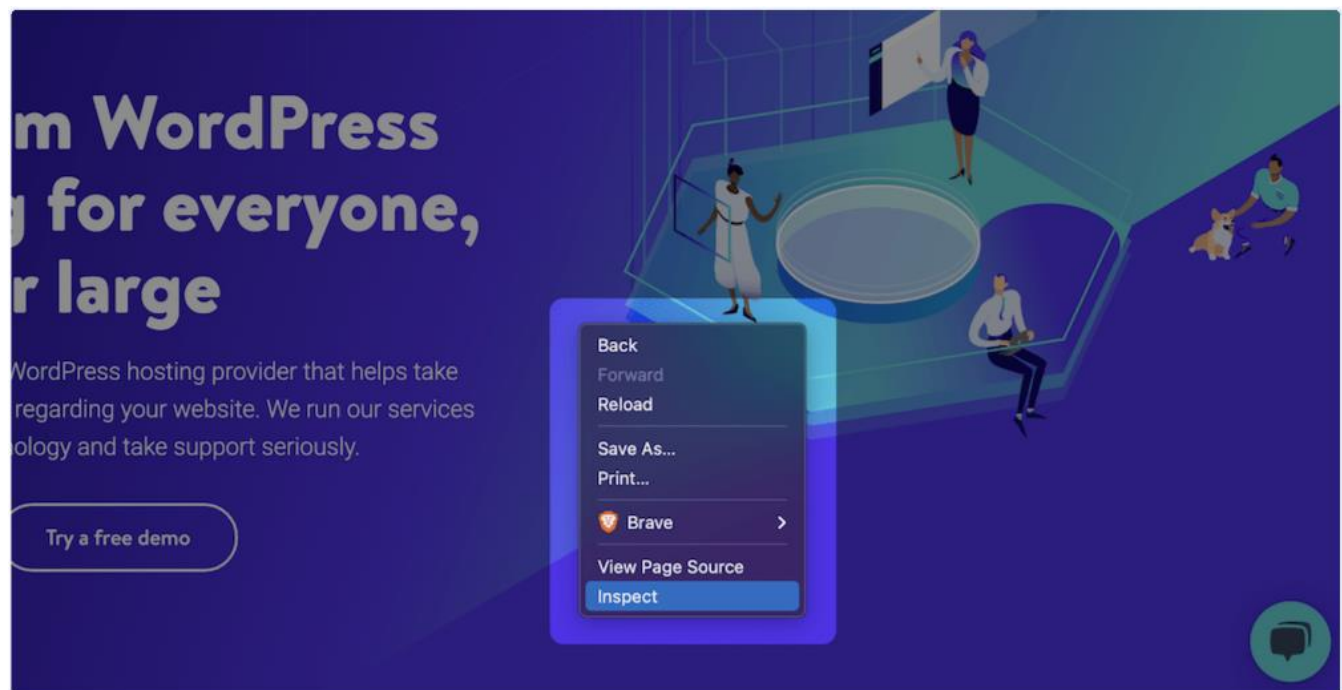 m WordPress
g for everyone,
r large
WordPress hosting provider that helps take
regarding your website. We run our services
ology and take support seriously.
Try a free demo
Back
Forward
Reload
Save As...
Print...
Brave
View Page Source
Inspect